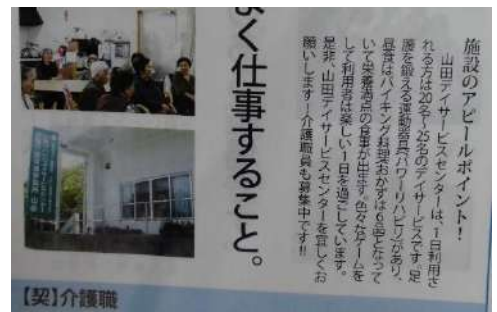 施設のアピールポイント!
山田デイサービスセンターは、1日利用さ
れる方は20名~25名のデイサービスです。足
腰を鍛える運動器具(パワーリハビリ)があり、
昼食は、バイキング料理(おかずは6品)となって
いて栄養満点の食事が出ます。色々なゲームを
して利用者は楽しい1日を過ごしています。
是非、山田デイサービスセンターを宜しくお
願いします!介護職員も募集中です!!
よく仕事すること。
【契】介護職